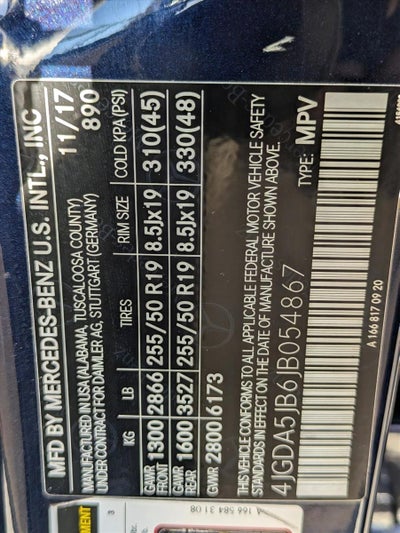 MFD BY MERCEDES-BENZ U.S. INTL., INC
MANUFACTURED IN USA (ALABAMA, TUSCALOOSA COUNTY) 11/17
UNDER CONTRACT FOR DAIMLER AG, STUTTGART GERMANY) 890
KG LB TIRES RIM SIZE COLD KPA (PSI)
GAWR FRONT 1300 2866 255/50 R19 8.5Jx19 310(45)
GAWR REAR 1600 3527 255/50 R19 8.5Jx19 330(48)
GVWR 2800/6173
THIS VEHICLE CONFORMS TO ALL APPLICABLE FEDERAL MOTOR VEHICLE SAFETY
STANDARDS IN EFFECT ON THE DATE OF MANUFACTURE SHOWN ABOVE.
4JGDA5JB6JB054867 TYPE: MPV
A 166 817 09 20
A 166 584 31 08
3